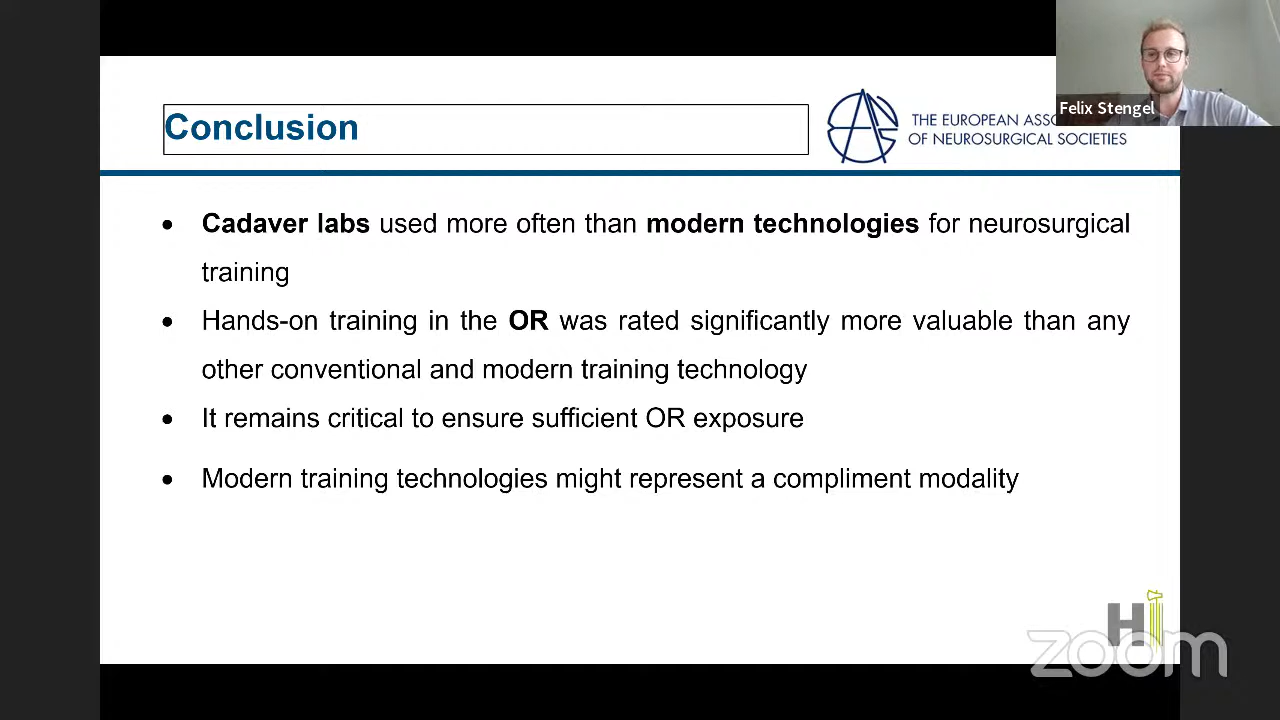 Felix Stengel
Conclusion
THE EUROPEAN ASSO
OF NEUROSURGICAL SOCIETIES
• Cadaver labs used more often than modern technologies for neurosurgical
training
• Hands-on training in the OR was rated significantly more valuable than any
other conventional and modern training technology
• It remains critical to ensure sufficient OR exposure
• Modern training technologies might represent a compliment modality
H
zoom